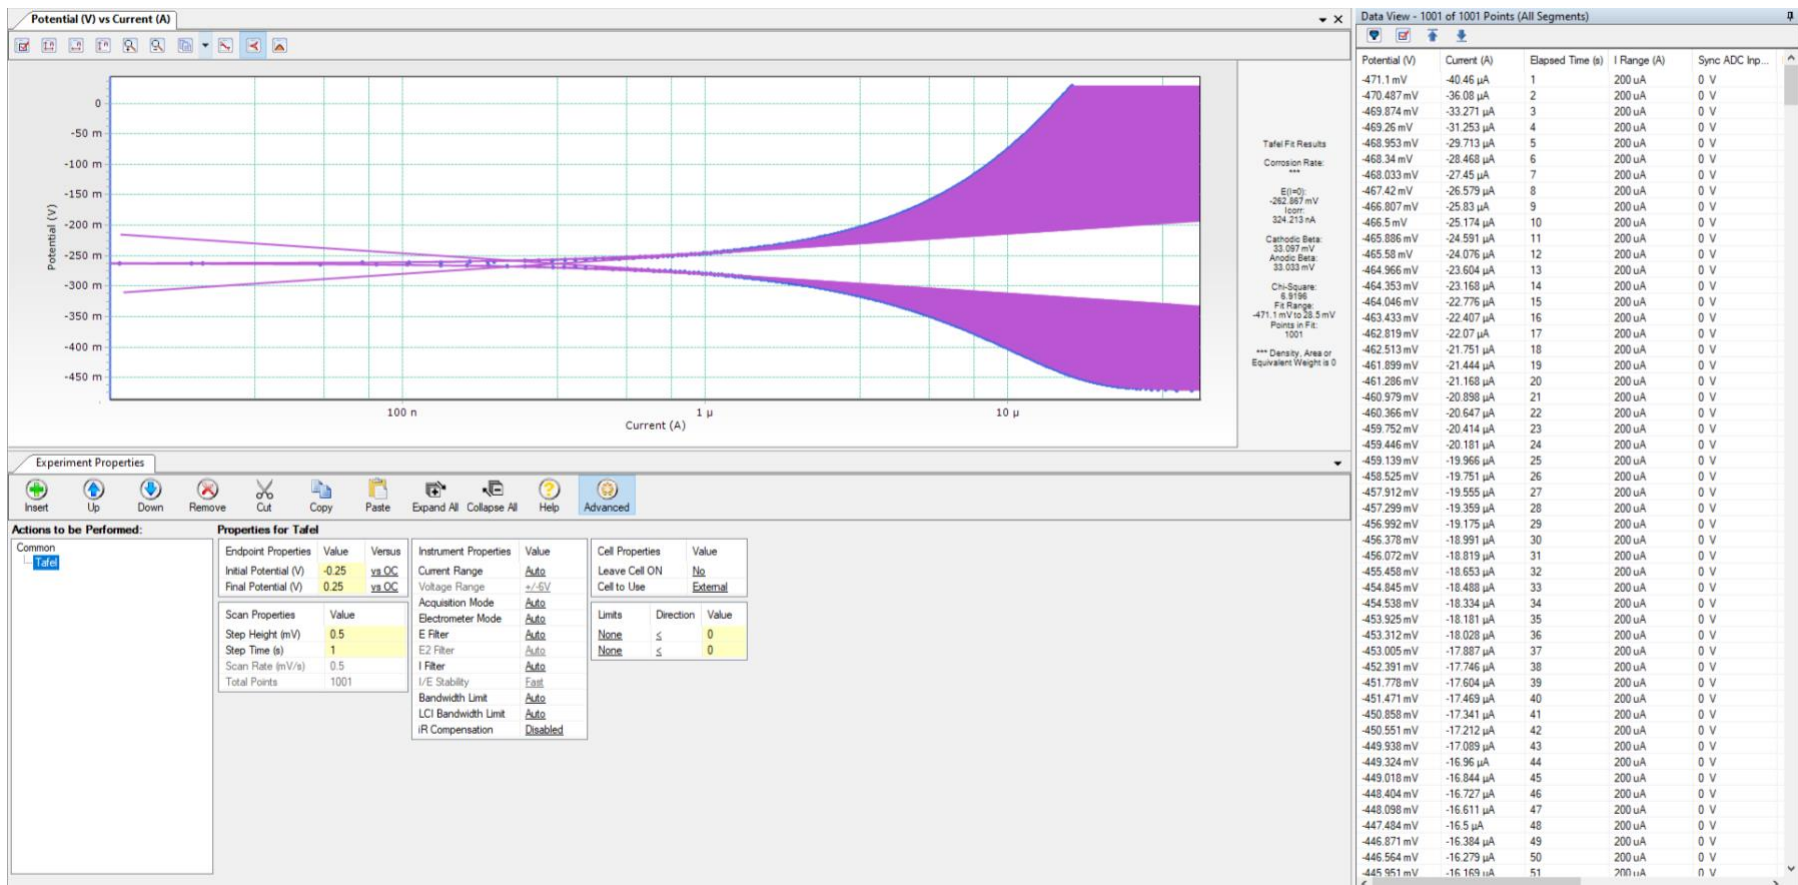 Potential (V) vs Current (A)
0
-50 m
-100 m
-150 m
-200 m
-250 m
-300 m
-350 m
-400 m
-450 m
Potential (V)
100 n
1 µ
10 µ
Current (A)
Tafel Fit Results
Corrosion Rate:
***
E(I=0):
-262.867 mV
Icorr:
324.213 nA
Cathodic Beta:
33.097 mV
Anodic Beta:
33.033 mV
Chi-Square:
6.9196
Fit Range:
-471.1 mV to 28.5 mV
Points in Fit:
1001
*** Density, Area or
Equivalent Weight is 0
Experiment Properties
Insert Up Down Remove Cut Copy Paste Expand All Collapse All Help Advanced
Actions to be Performed:
Common
Tafel
Properties for Tafel
Endpoint Properties Value Versus
Initial Potential (V) -0.25 vs OC
Final Potential (V) 0.25 vs OC
Scan Properties Value
Step Height (mV) 0.5
Step Time (s) 1
Scan Rate (mV/s) 0.5
Total Points 1001
Instrument Properties Value
Current Range Auto
Voltage Range +/-6V
Acquisition Mode Auto
Electrometer Mode Auto
E Filter Auto
E2 Filter Auto
I Filter Auto
I/E Stability Fast
Bandwidth Limit Auto
LCI Bandwidth Limit Auto
iR Compensation Disabled
Cell Properties Value
Leave Cell ON No
Cell to Use External
Limits Direction Value
None ≤ 0
None ≤ 0
Data View - 1001 of 1001 Points (All Segments)
Potential (V) Current (A) Elapsed Time (s) I Range (A) Sync ADC Inp...
-471.1 mV -40.46 µA 1 200 uA 0 V
-470.487 mV -36.08 µA 2 200 uA 0 V
-469.874 mV -33.271 µA 3 200 uA 0 V
-469.26 mV -31.253 µA 4 200 uA 0 V
-468.953 mV -29.713 µA 5 200 uA 0 V
-468.34 mV -28.468 µA 6 200 uA 0 V
-468.033 mV -27.45 µA 7 200 uA 0 V
-467.42 mV -26.579 µA 8 200 uA 0 V
-466.807 mV -25.83 µA 9 200 uA 0 V
-466.5 mV -25.174 µA 10 200 uA 0 V
-465.886 mV -24.591 µA 11 200 uA 0 V
-465.58 mV -24.076 µA 12 200 uA 0 V
-464.966 mV -23.604 µA 13 200 uA 0 V
-464.353 mV -23.168 µA 14 200 uA 0 V
-464.046 mV -22.776 µA 15 200 uA 0 V
-463.433 mV -22.407 µA 16 200 uA 0 V
-462.819 mV -22.07 µA 17 200 uA 0 V
-462.513 mV -21.751 µA 18 200 uA 0 V
-461.899 mV -21.444 µA 19 200 uA 0 V
-461.286 mV -21.168 µA 20 200 uA 0 V
-460.979 mV -20.898 µA 21 200 uA 0 V
-460.366 mV -20.647 µA 22 200 uA 0 V
-459.752 mV -20.414 µA 23 200 uA 0 V
-459.446 mV -20.181 µA 24 200 uA 0 V
-459.139 mV -19.966 µA 25 200 uA 0 V
-458.525 mV -19.751 µA 26 200 uA 0 V
-457.912 mV -19.555 µA 27 200 uA 0 V
-457.299 mV -19.359 µA 28 200 uA 0 V
-456.992 mV -19.175 µA 29 200 uA 0 V
-456.378 mV -18.991 µA 30 200 uA 0 V
-456.072 mV -18.819 µA 31 200 uA 0 V
-455.458 mV -18.653 µA 32 200 uA 0 V
-454.845 mV -18.488 µA 33 200 uA 0 V
-454.538 mV -18.334 µA 34 200 uA 0 V
-453.925 mV -18.181 µA 35 200 uA 0 V
-453.312 mV -18.028 µA 36 200 uA 0 V
-453.005 mV -17.887 µA 37 200 uA 0 V
-452.391 mV -17.746 µA 38 200 uA 0 V
-451.778 mV -17.604 µA 39 200 uA 0 V
-451.471 mV -17.469 µA 40 200 uA 0 V
-450.858 mV -17.341 µA 41 200 uA 0 V
-450.551 mV -17.212 µA 42 200 uA 0 V
-449.938 mV -17.089 µA 43 200 uA 0 V
-449.324 mV -16.96 µA 44 200 uA 0 V
-449.018 mV -16.844 µA 45 200 uA 0 V
-448.404 mV -16.727 µA 46 200 uA 0 V
-448.098 mV -16.611 µA 47 200 uA 0 V
-447.484 mV -16.5 µA 48 200 uA 0 V
-446.871 mV -16.384 µA 49 200 uA 0 V
-446.564 mV -16.279 µA 50 200 uA 0 V
-445.951 mV -16.169 µA 51 200 uA 0 V